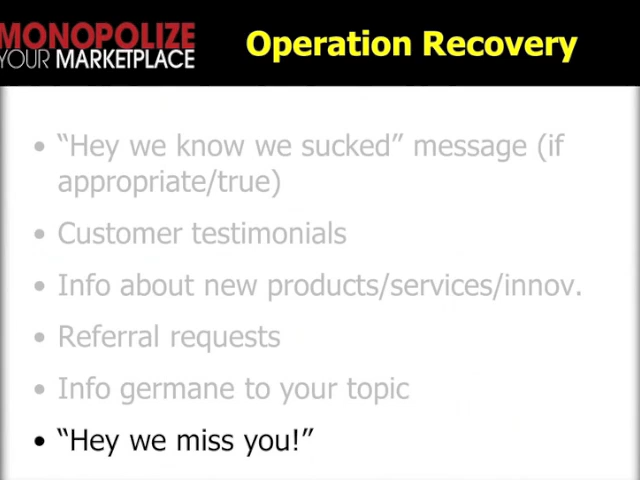 MONOPOLIZE
YOUR MARKETPLACE
Operation Recovery
• “Hey we know we sucked” message (if
appropriate/true)
• Customer testimonials
• Info about new products/services/innov.
• Referral requests
• Info germane to your topic
• “Hey we miss you!”